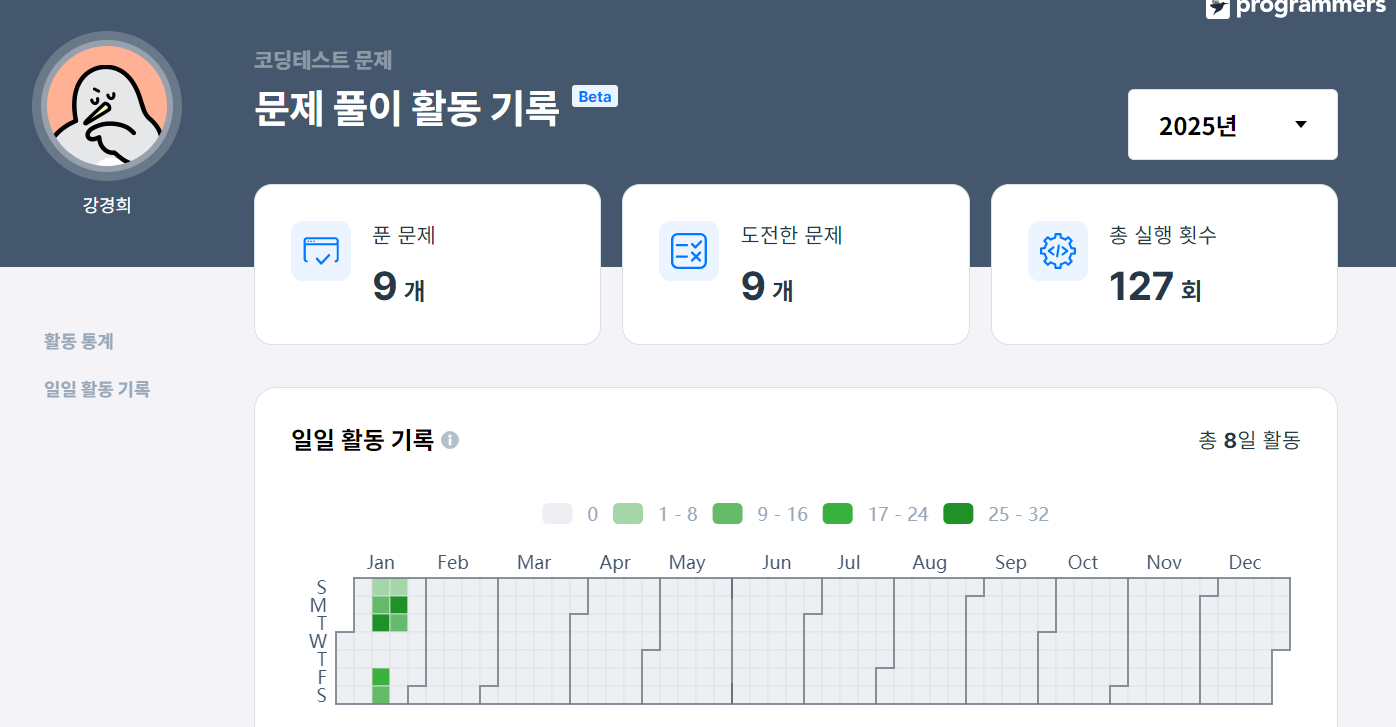 programmers
코딩테스트 문제
문제 풀이 활동 기록 Beta
2025년
강경희
푼 문제
9 개
도전한 문제
9 개
총 실행 횟수
127 회
활동 통계
일일 활동 기록
일일 활동 기록
총 8일 활동
0 1 - 8 9 - 16 17 - 24 25 - 32
Jan Feb Mar Apr May Jun Jul Aug Sep Oct Nov Dec
S
M
T
W
T
F
S